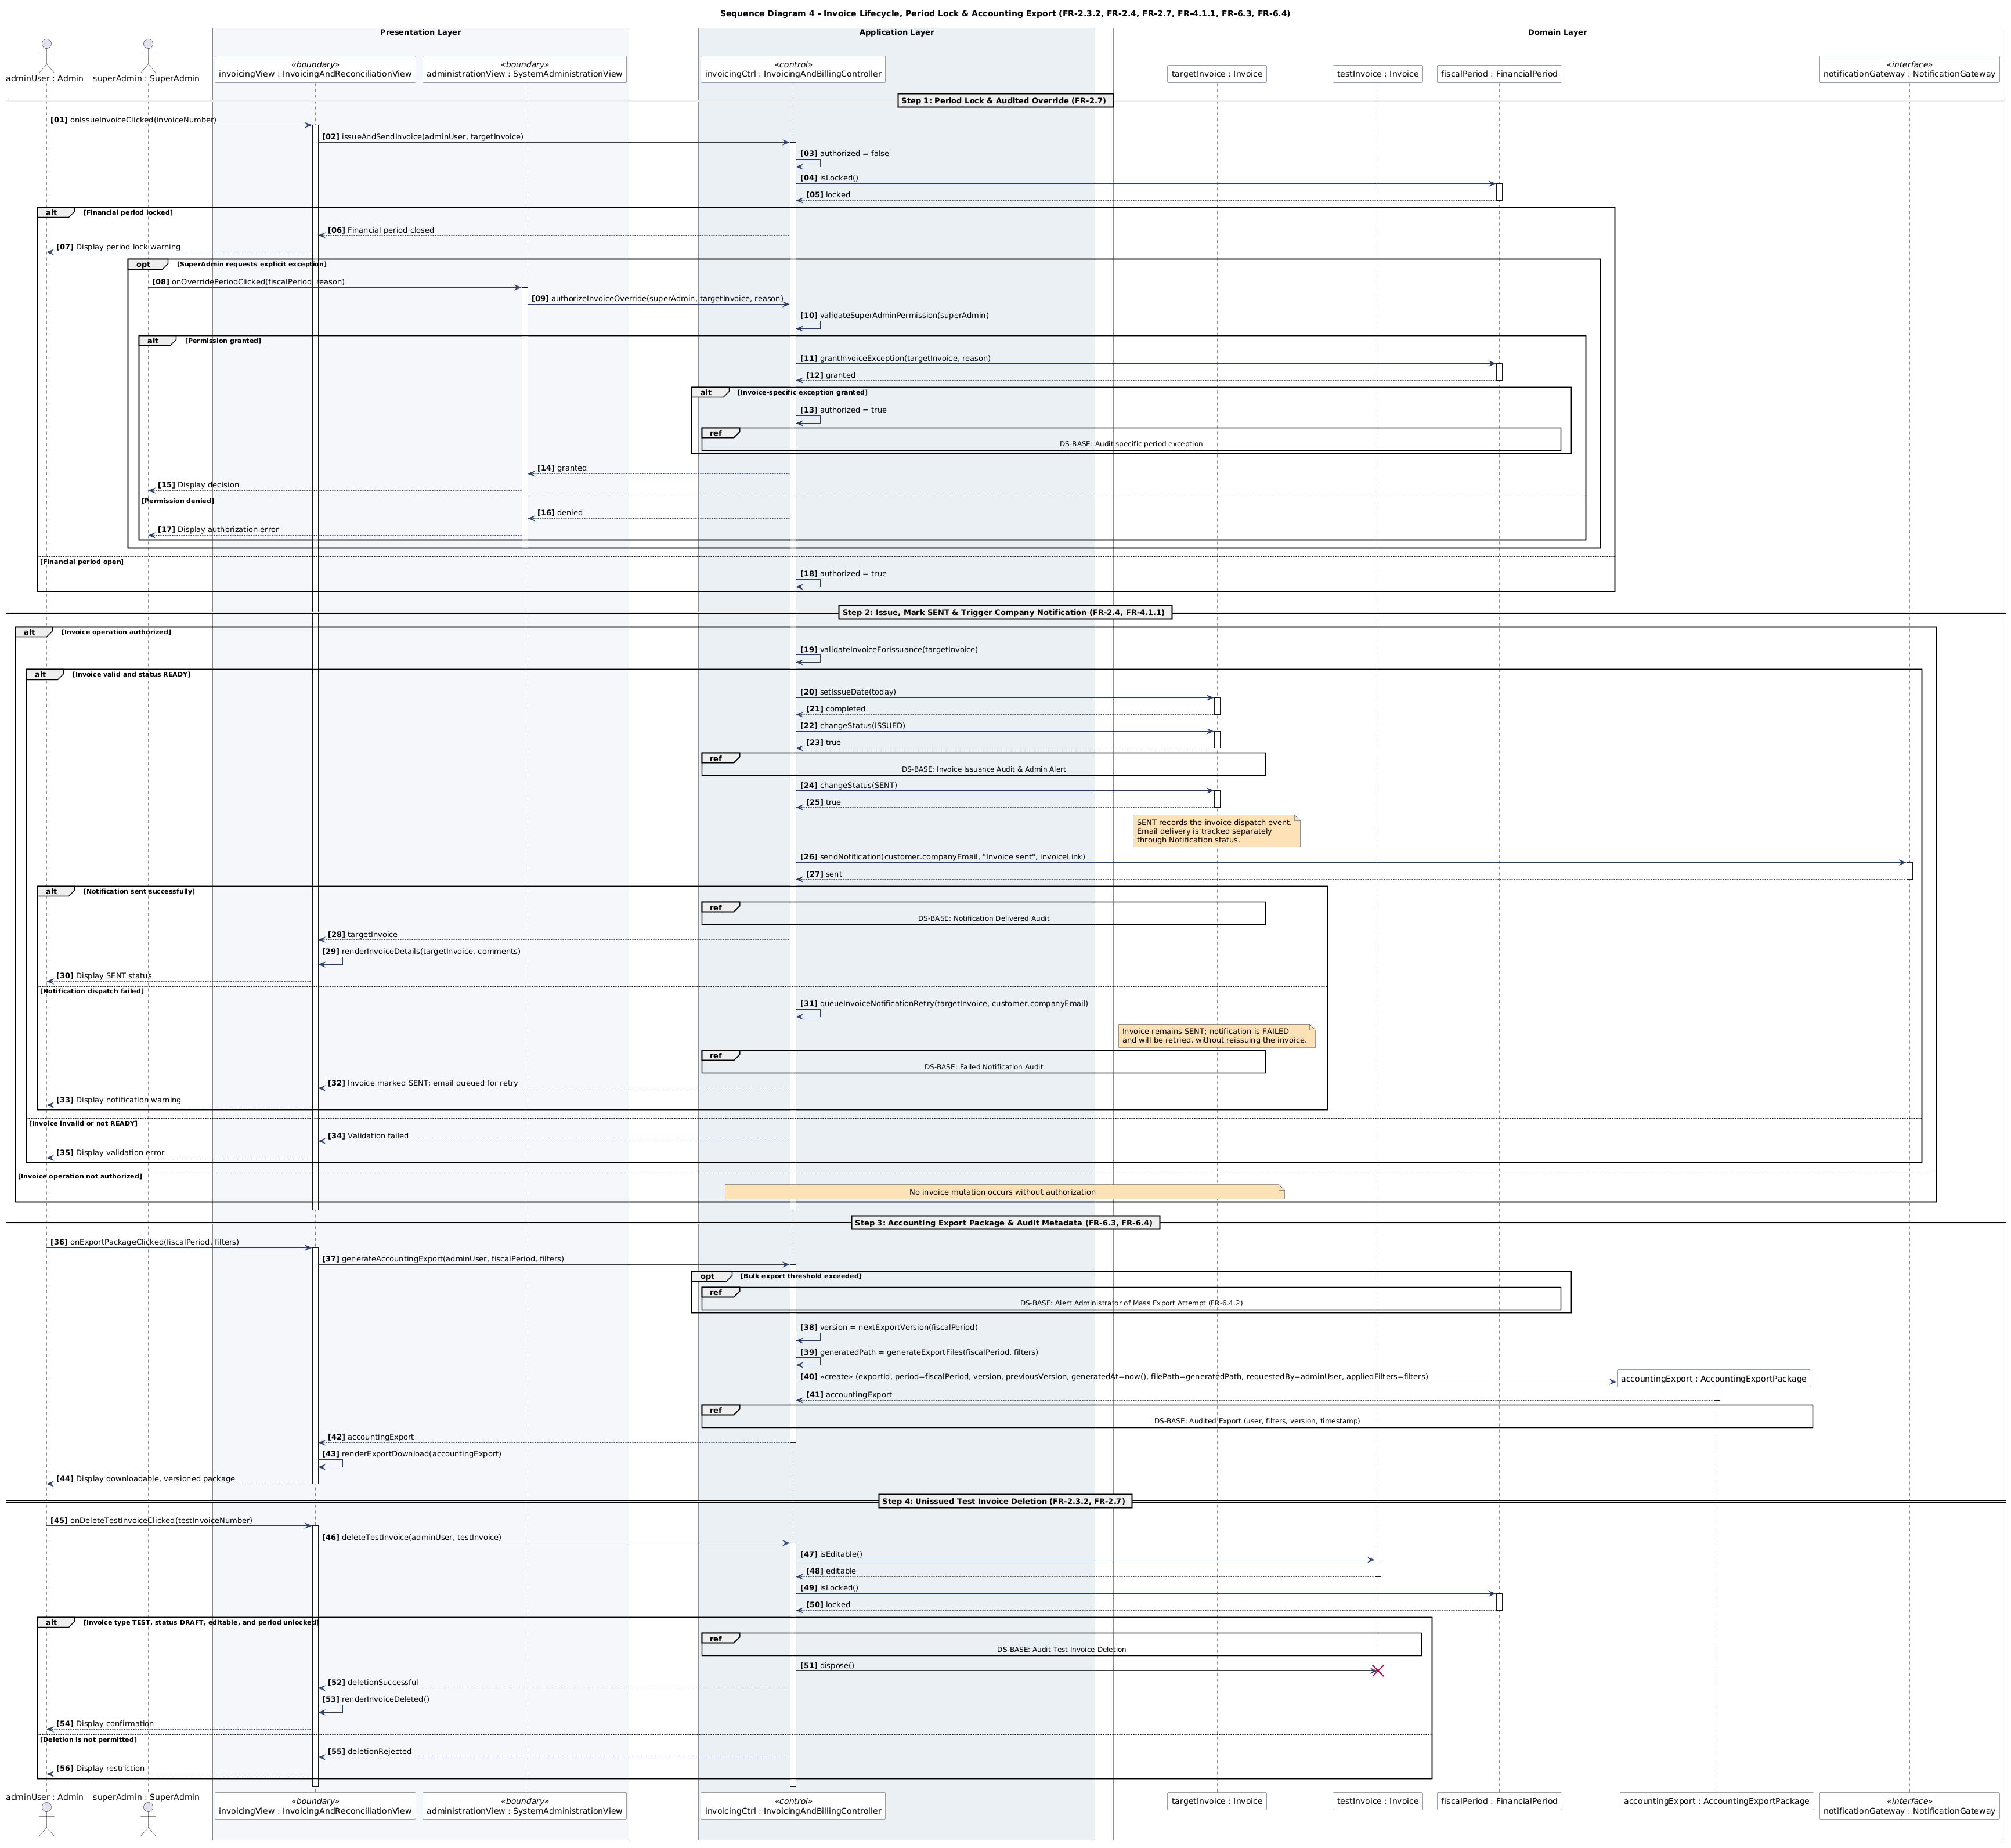 Sequence Diagram 4 - Invoice Lifecycle, Period Lock & Accounting Export (FR-2.3.2, FR-2.4, FR-2.7, FR-4.1.1, FR-6.3, FR-6.4)
Presentation Layer
Application Layer
Domain Layer
adminUser : Admin
superAdmin : SuperAdmin
«boundary»
invoicingView : InvoicingAndReconciliationView
«boundary»
administrationView : SystemAdministrationView
«control»
invoicingCtrl : InvoicingAndBillingController
targetInvoice : Invoice
testInvoice : Invoice
fiscalPeriod : FinancialPeriod
«interface»
notificationGateway : NotificationGateway
Step 1: Period Lock & Audited Override (FR-2.7)
[01] onIssueInvoiceClicked(invoiceNumber)
[02] issueAndSendInvoice(adminUser, targetInvoice)
[03] authorized = false
[04] isLocked()
[05] locked
alt [Financial period locked]
[06] Financial period closed
[07] Display period lock warning
opt [SuperAdmin requests explicit exception]
[08] onOverridePeriodClicked(fiscalPeriod, reason)
[09] authorizeInvoiceOverride(superAdmin, targetInvoice, reason)
[10] validateSuperAdminPermission(superAdmin)
alt [Permission granted]
[11] grantInvoiceException(targetInvoice, reason)
[12] granted
alt [Invoice-specific exception granted]
[13] authorized = true
ref
DS-BASE: Audit specific period exception
[14] granted
[15] Display decision
[Permission denied]
[16] denied
[17] Display authorization error
[Financial period open]
[18] authorized = true
Step 2: Issue, Mark SENT & Trigger Company Notification (FR-2.4, FR-4.1.1)
alt [Invoice operation authorized]
[19] validateInvoiceForIssuance(targetInvoice)
alt [Invoice valid and status READY]
[20] setIssueDate(today)
[21] completed
[22] changeStatus(ISSUED)
[23] true
ref
DS-BASE: Invoice Issuance Audit & Admin Alert
[24] changeStatus(SENT)
[25] true
SENT records the invoice dispatch event.
Email delivery is tracked separately
through Notification status.
[26] sendNotification(customer.companyEmail, "Invoice sent", invoiceLink)
[27] sent
alt [Notification sent successfully]
ref
DS-BASE: Notification Delivered Audit
[28] targetInvoice
[29] renderInvoiceDetails(targetInvoice, comments)
[30] Display SENT status
[Notification dispatch failed]
[31] queueInvoiceNotificationRetry(targetInvoice, customer.companyEmail)
Invoice remains SENT; notification is FAILED
and will be retried, without reissuing the invoice.
ref
DS-BASE: Failed Notification Audit
[32] Invoice marked SENT; email queued for retry
[33] Display notification warning
[Invoice invalid or not READY]
[34] Validation failed
[35] Display validation error
[Invoice operation not authorized]
No invoice mutation occurs without authorization
Step 3: Accounting Export Package & Audit Metadata (FR-6.3, FR-6.4)
[36] onExportPackageClicked(fiscalPeriod, filters)
[37] generateAccountingExport(adminUser, fiscalPeriod, filters)
opt [Bulk export threshold exceeded]
ref
DS-BASE: Alert Administrator of Mass Export Attempt (FR-6.4.2)
[38] version = nextExportVersion(fiscalPeriod)
[39] generatedPath = generateExportFiles(fiscalPeriod, filters)
[40] «create» (exportId, period=fiscalPeriod, version, previousVersion, generatedAt=now(), filePath=generatedPath, requestedBy=adminUser, appliedFilters=filters)
accountingExport : AccountingExportPackage
[41] accountingExport
ref
DS-BASE: Audited Export (user, filters, version, timestamp)
[42] accountingExport
[43] renderExportDownload(accountingExport)
[44] Display downloadable, versioned package
Step 4: Unissued Test Invoice Deletion (FR-2.3.2, FR-2.7)
[45] onDeleteTestInvoiceClicked(testInvoiceNumber)
[46] deleteTestInvoice(adminUser, testInvoice)
[47] isEditable()
[48] editable
[49] isLocked()
[50] locked
alt [Invoice type TEST, status DRAFT, editable, and period unlocked]
ref
DS-BASE: Audit Test Invoice Deletion
[51] dispose()
[52] deletionSuccessful
[53] renderInvoiceDeleted()
[54] Display confirmation
[Deletion is not permitted]
[55] deletionRejected
[56] Display restriction
adminUser : Admin
superAdmin : SuperAdmin
«boundary»
invoicingView : InvoicingAndReconciliationView
«boundary»
administrationView : SystemAdministrationView
«control»
invoicingCtrl : InvoicingAndBillingController
targetInvoice : Invoice
testInvoice : Invoice
fiscalPeriod : FinancialPeriod
accountingExport : AccountingExportPackage
«interface»
notificationGateway : NotificationGateway